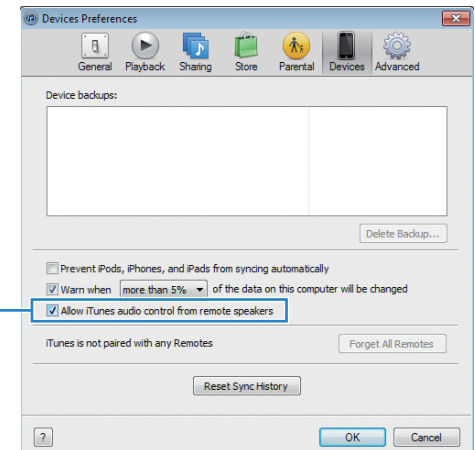 Devices Preferences
General Playback Sharing Store Parental Devices Advanced
Device backups:
Delete Backup...
Prevent iPods, iPhones, and iPads from syncing automatically
Warn when more than 5% of the data on this computer will be changed
Allow iTunes audio control from remote speakers
iTunes is not paired with any Remotes Forget All Remotes
Reset Sync History
? OK Cancel